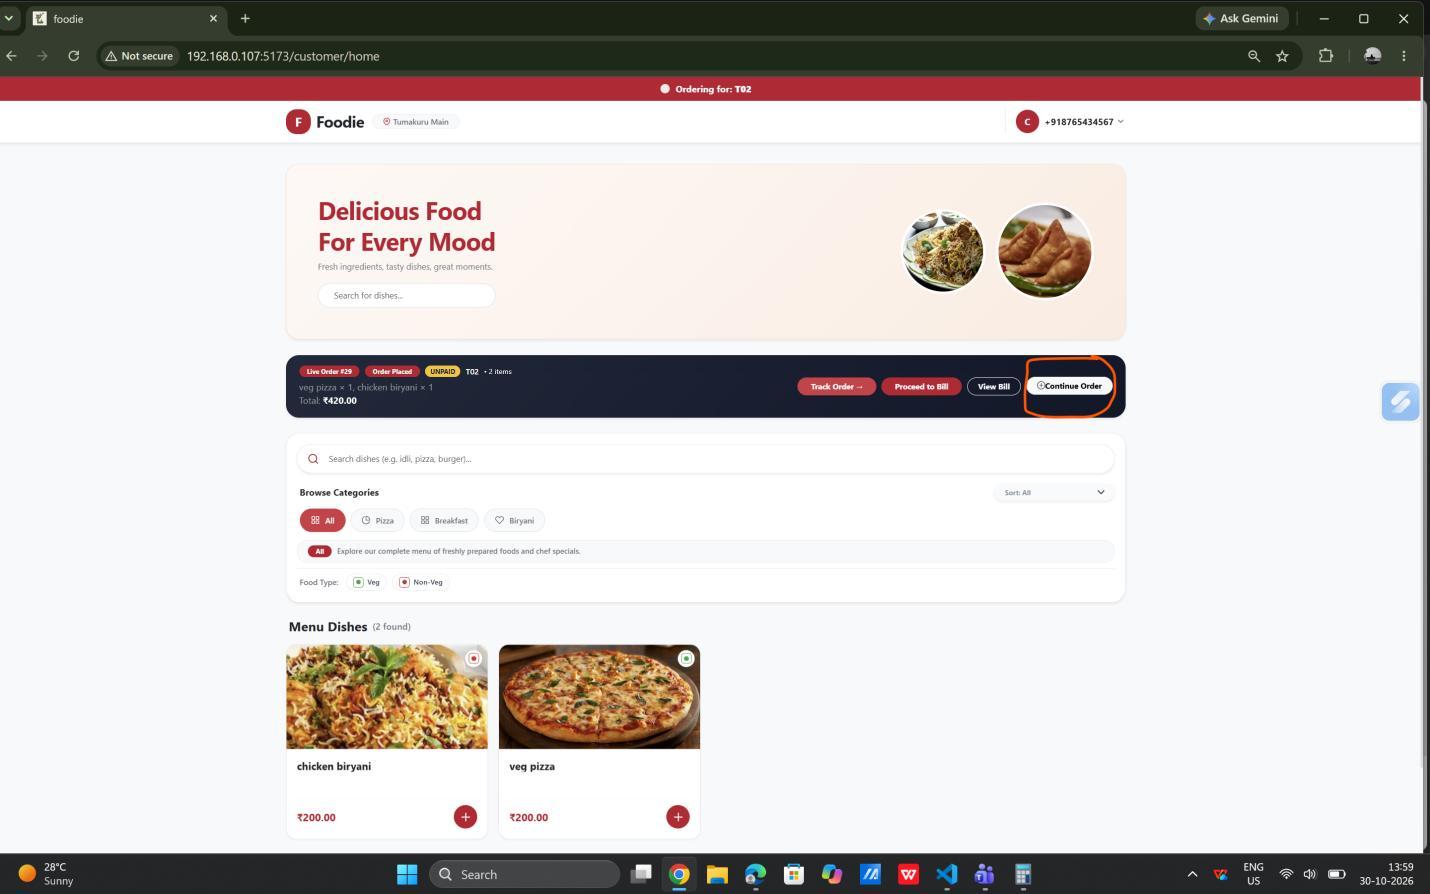 foodie
Ask Gemini
Not secure 192.168.0.107:5173/customer/home
Ordering for: T02
F Foodie Tumakuru Main C +918765434567
Delicious Food
For Every Mood
Fresh ingredients, tasty dishes, great moments.
Search for dishes...
Live Order #29 Order Placed UNPAID T02 • 2 items
veg pizza × 1, chicken biryani × 1
Total: ₹420.00
Track Order → Proceed to Bill View Bill Continue Order
Search dishes (e.g. idli, pizza, burger)...
Browse Categories Sort: All
All Pizza Breakfast Biryani
All Explore our complete menu of freshly prepared foods and chef specials.
Food Type: Veg Non-Veg
Menu Dishes (2 found)
chicken biryani veg pizza
₹200.00 + ₹200.00 +
28°C
Sunny
Search
ENG
US
13:59
30-10-2026